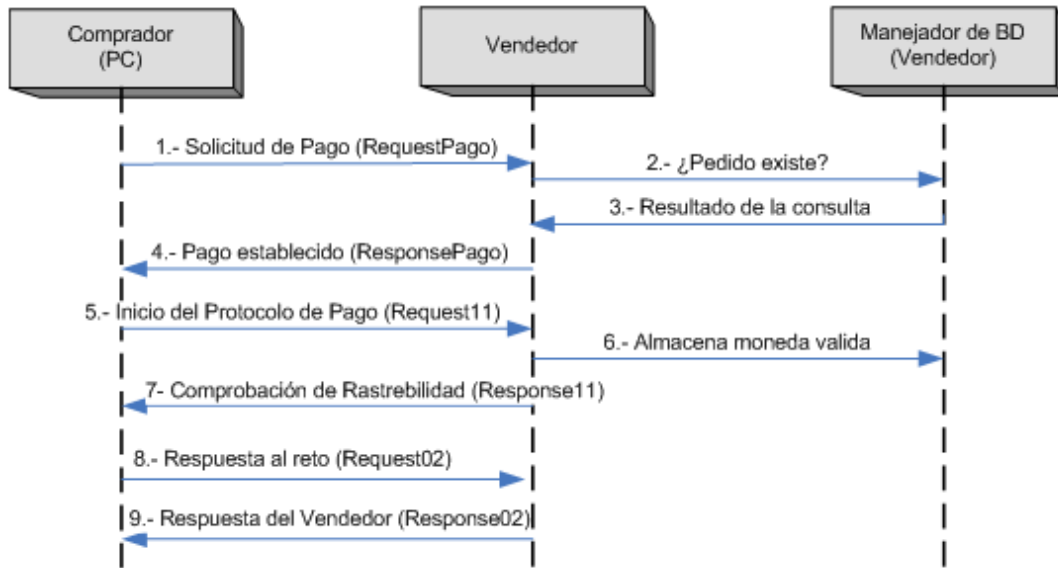 Comprador
(PC)
Vendedor
Manejador de BD
(Vendedor)
1.- Solicitud de Pago (RequestPago)
2.- ¿Pedido existe?
3.- Resultado de la consulta
4.- Pago establecido (ResponsePago)
5.- Inicio del Protocolo de Pago (Request11)
6.- Almacena moneda valida
7- Comprobación de Rastrebilidad (Response11)
8.- Respuesta al reto (Request02)
9.- Respuesta del Vendedor (Response02)